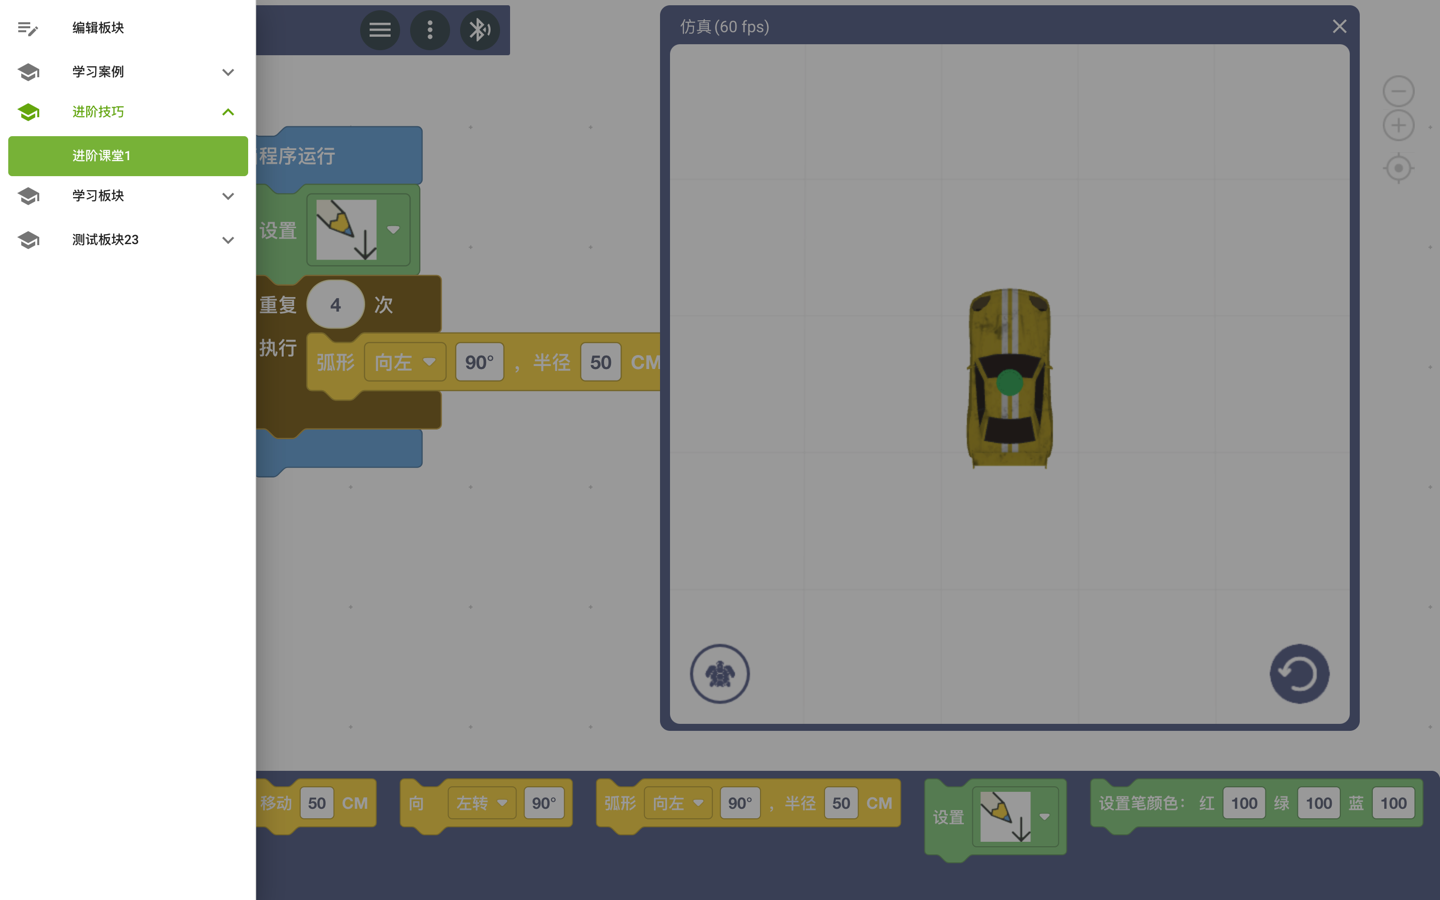 编辑板块
学习案例
进阶技巧
进阶课堂1
学习板块
测试板块23
程序运行
设置
重复 4 次
执行
弧形 向左 90° , 半径 50 CM
仿真 (60 fps)
移动 50 CM
向 左转 90°
弧形 向左 90° , 半径 50 CM
设置
设置笔颜色: 红 100 绿 100 蓝 100